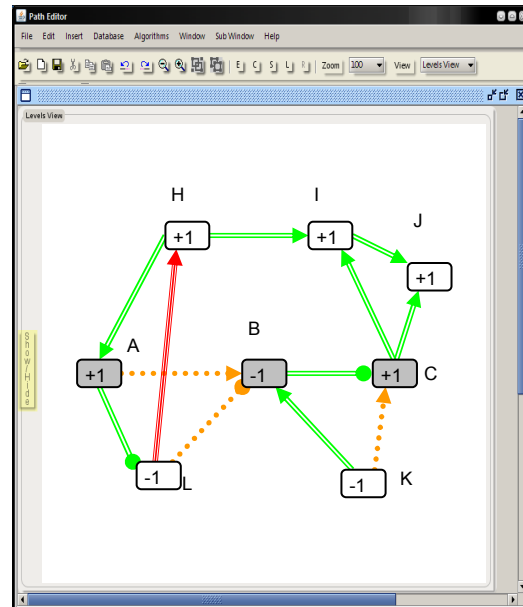 Path Editor
File Edit Insert Database Algorithms Window Sub Window Help
E C S L R Zoom 100 View Levels View
Levels View
H I J
+1 +1 +1
A B C
+1 -1 +1
L K
-1 -1
Show/Hide